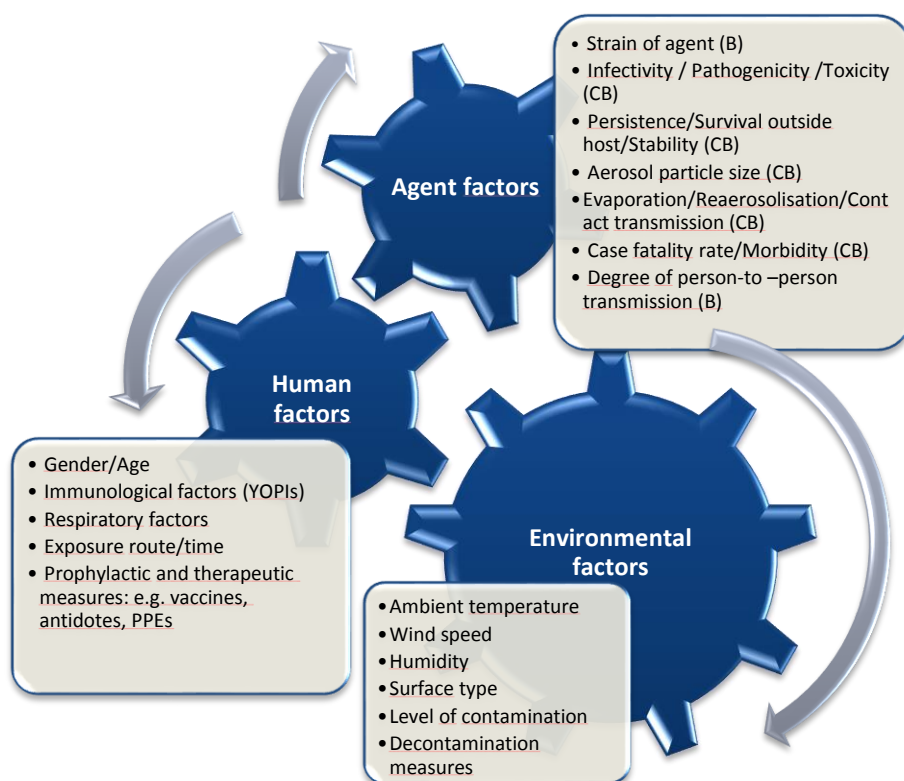 Agent factors
• Strain of agent (B)
• Infectivity / Pathogenicity /Toxicity
(CB)
• Persistence/Survival outside
host/Stability (CB)
• Aerosol particle size (CB)
• Evaporation/Reaerosolisation/Cont
act transmission (CB)
• Case fatality rate/Morbidity (CB)
• Degree of person-to –person
transmission (B)
Human
factors
• Gender/Age
• Immunological factors (YOPIs)
• Respiratory factors
• Exposure route/time
• Prophylactic and therapeutic
measures: e.g. vaccines,
antidotes, PPEs
Environmental
factors
• Ambient temperature
• Wind speed
• Humidity
• Surface type
• Level of contamination
• Decontamination
measures